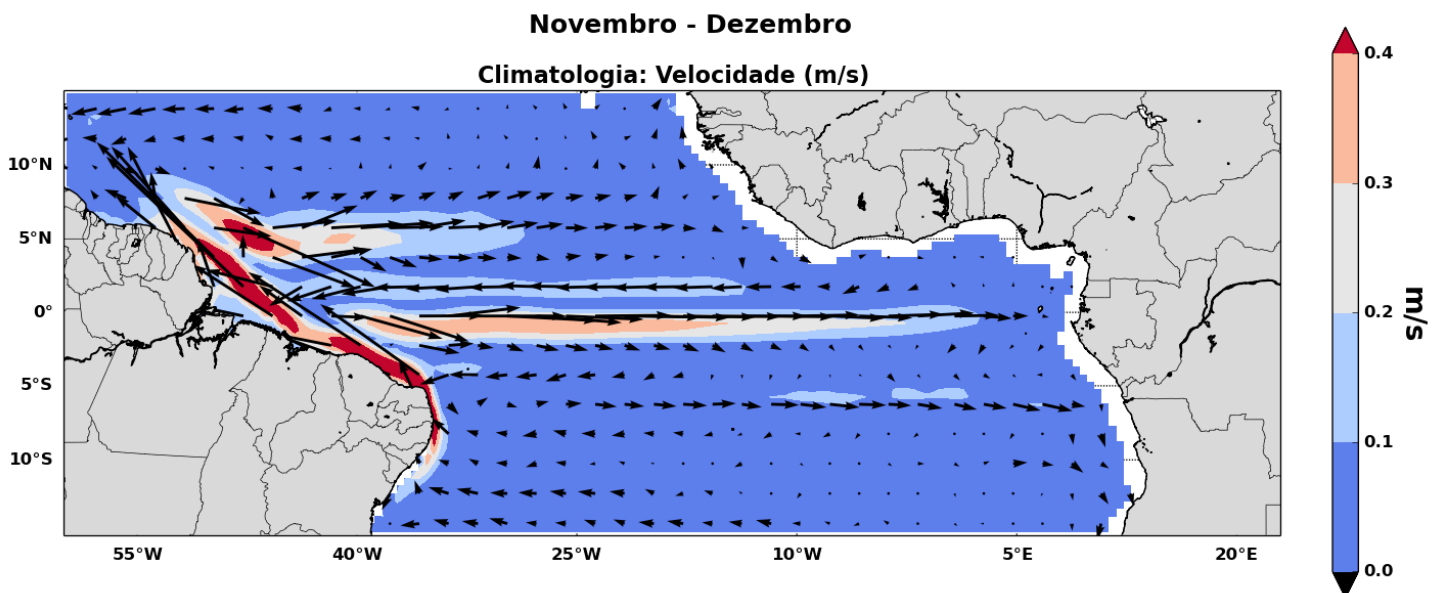 Novembro - Dezembro
Climatologia: Velocidade (m/s)
0.4
0.3
0.2
0.1
0.0
m/s
10°N
5°N
0°
5°S
10°S
55°W 40°W 25°W 10°W 5°E 20°E